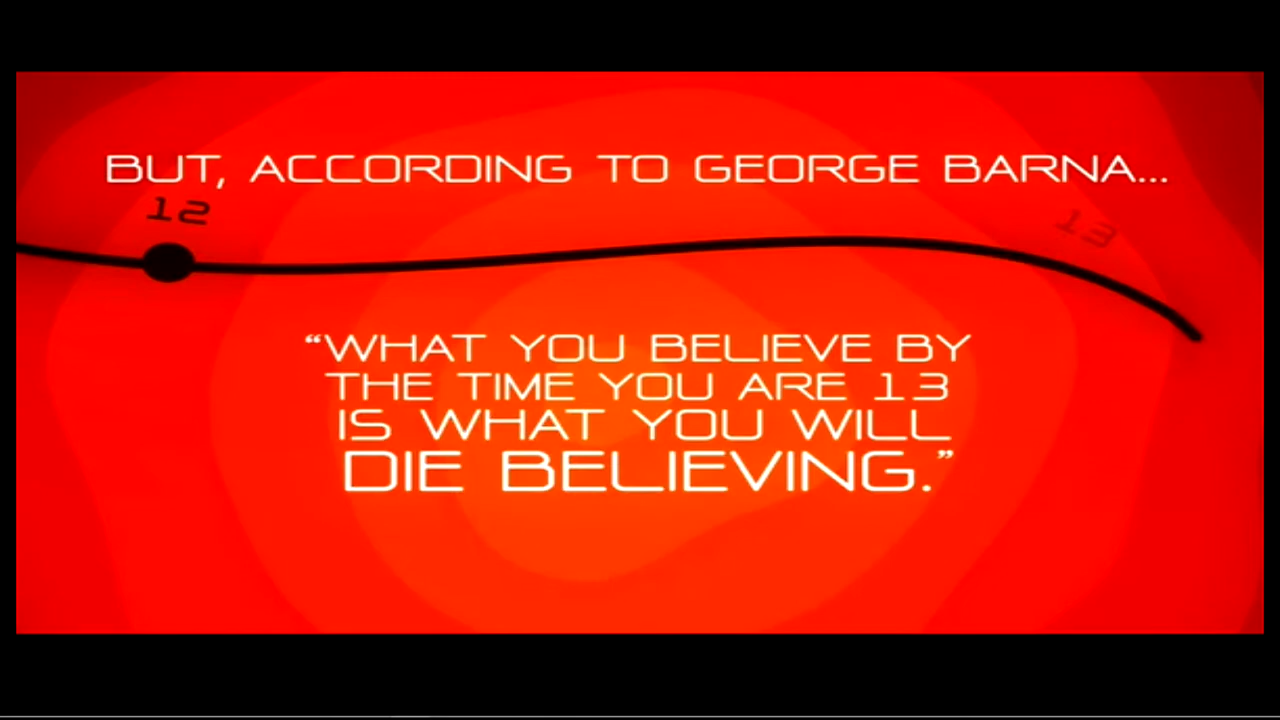 BUT, ACCORDING TO GEORGE BARNA...
12
13
“WHAT YOU BELIEVE BY
THE TIME YOU ARE 13
IS WHAT YOU WILL
DIE BELIEVING.”